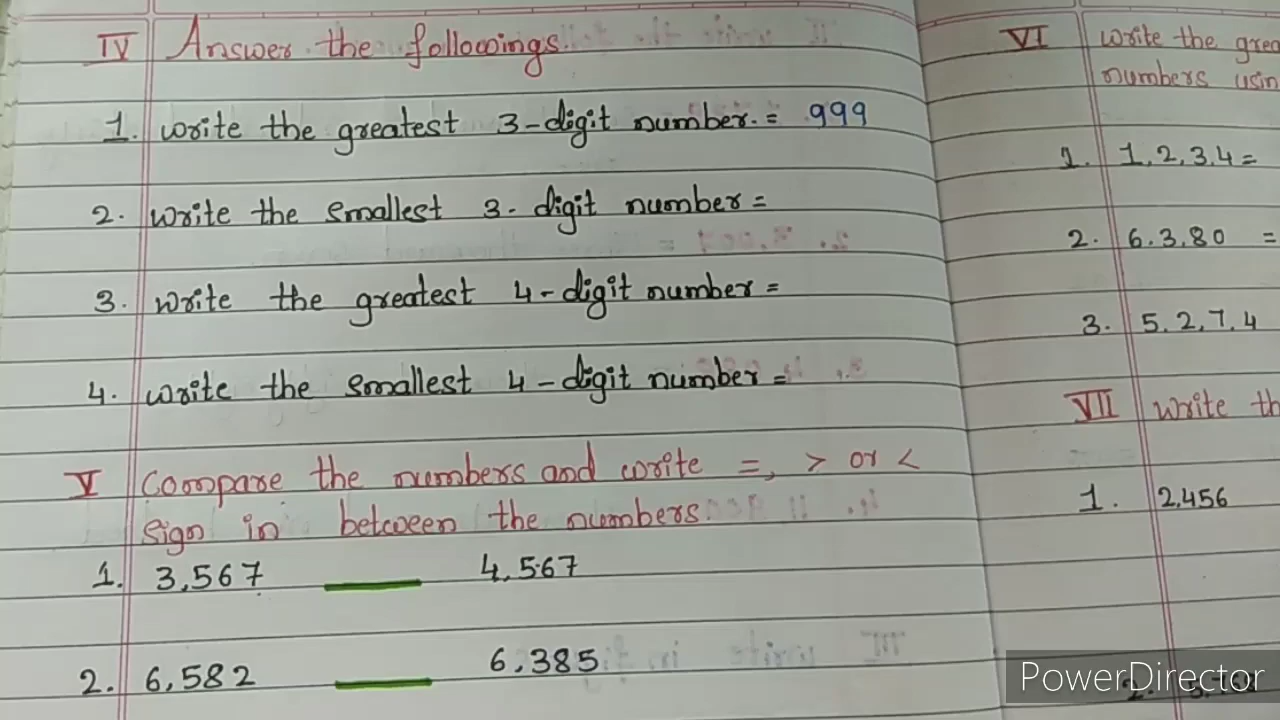 IV Answer the followings.
1. write the greatest 3-digit number. = 999
2. write the smallest 3-digit number =
3. write the greatest 4-digit number =
4. write the smallest 4-digit number =
V Compare the numbers and write =, > or <
sign in between the numbers.
1. 3,567 4,567
2. 6,582 6,385
VI write the
numbers
1. 1,2,3,4 =
2. 6,3,8,0 =
3. 5,2,7,4
VII write
1. 2,456
2.
PowerDirector